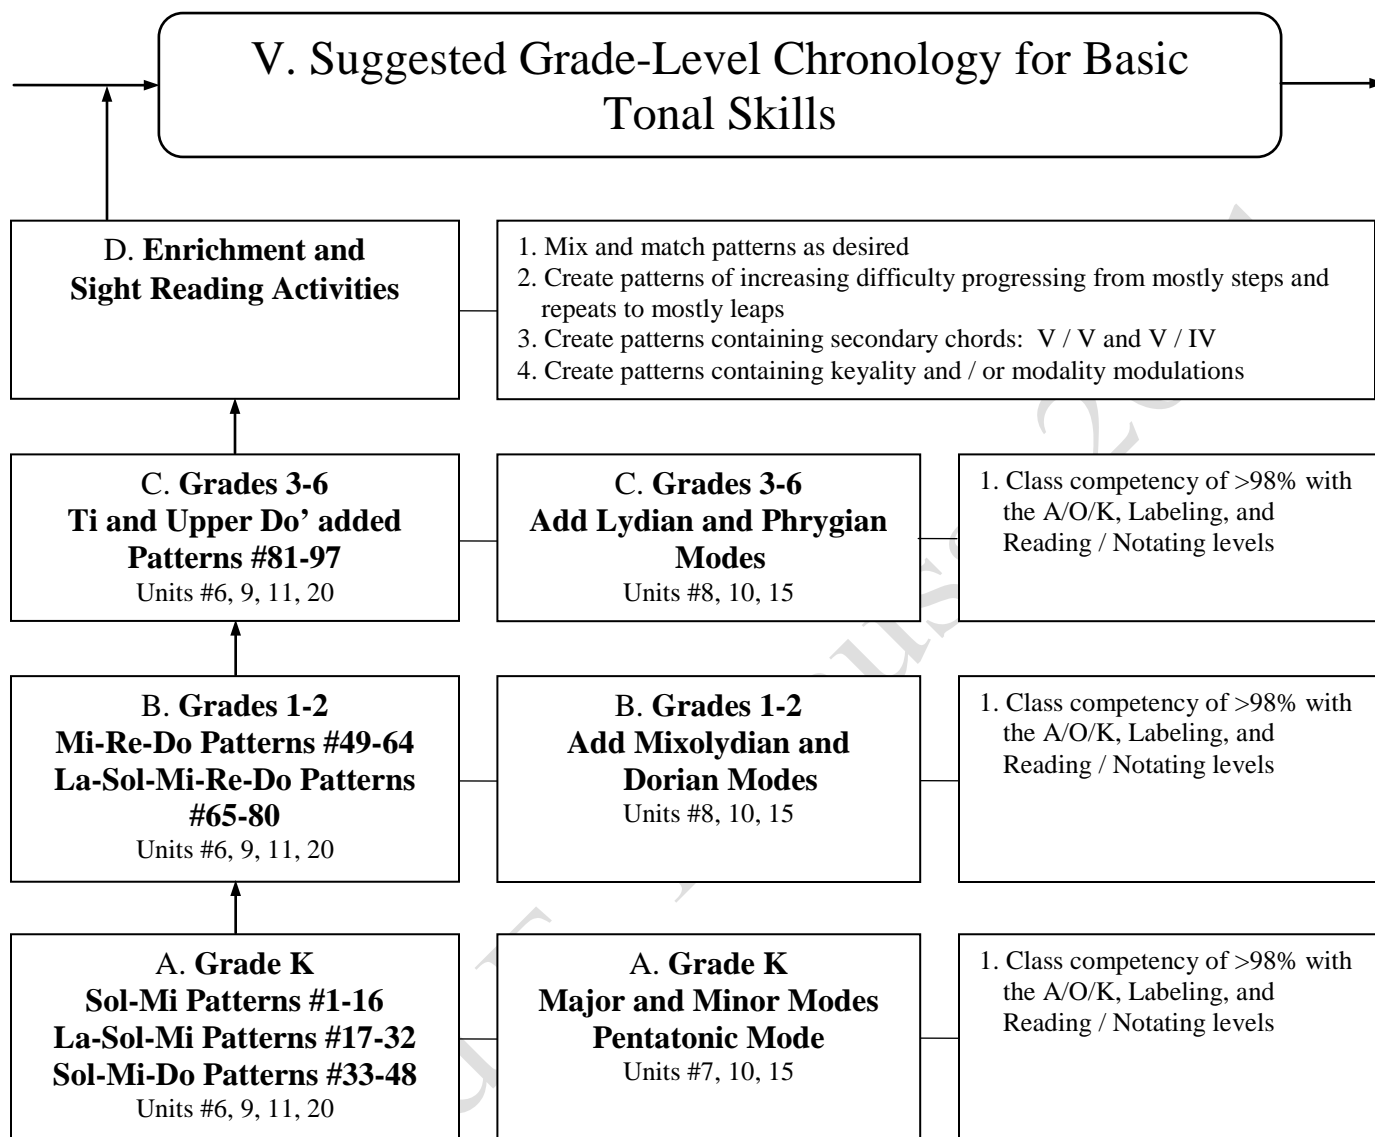 V. Suggested Grade-Level Chronology for Basic
Tonal Skills
D. Enrichment and
Sight Reading Activities
1. Mix and match patterns as desired
2. Create patterns of increasing difficulty progressing from mostly steps and
repeats to mostly leaps
3. Create patterns containing secondary chords: V / V and V / IV
4. Create patterns containing keyality and / or modality modulations
C. Grades 3-6
Ti and Upper Do’ added
Patterns #81-97
Units #6, 9, 11, 20
C. Grades 3-6
Add Lydian and Phrygian
Modes
Units #8, 10, 15
1. Class competency of >98% with
the A/O/K, Labeling, and
Reading / Notating levels
B. Grades 1-2
Mi-Re-Do Patterns #49-64
La-Sol-Mi-Re-Do Patterns
#65-80
Units #6, 9, 11, 20
B. Grades 1-2
Add Mixolydian and
Dorian Modes
Units #8, 10, 15
1. Class competency of >98% with
the A/O/K, Labeling, and
Reading / Notating levels
A. Grade K
Sol-Mi Patterns #1-16
La-Sol-Mi Patterns #17-32
Sol-Mi-Do Patterns #33-48
Units #6, 9, 11, 20
A. Grade K
Major and Minor Modes
Pentatonic Mode
Units #7, 10, 15
1. Class competency of >98% with
the A/O/K, Labeling, and
Reading / Notating levels